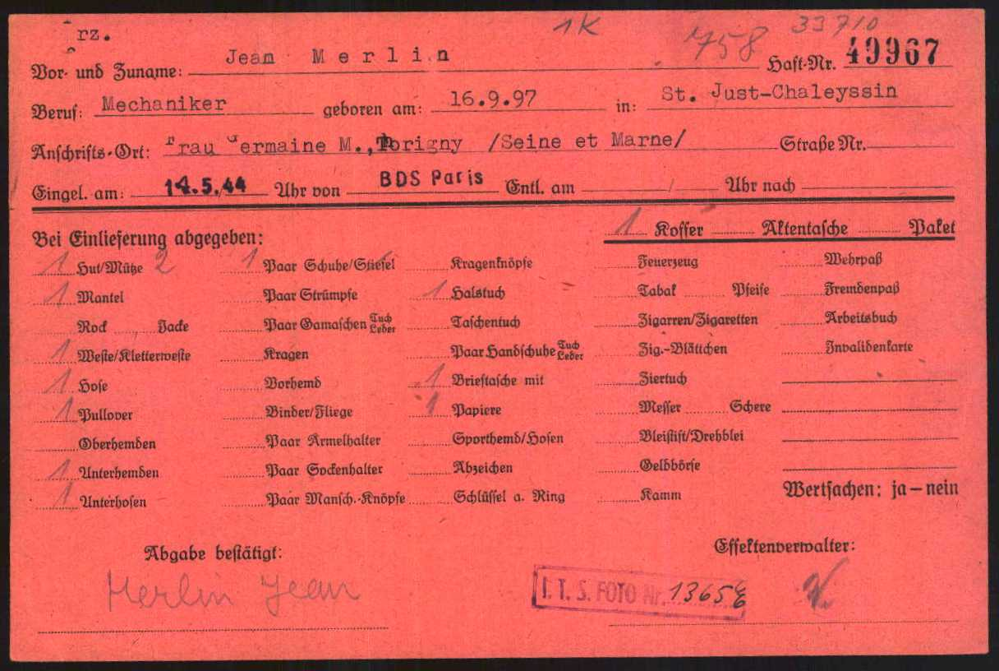 Frz. 1K 758 33710
Vor- und Zuname: Jean Merlin Haft-Nr. 49967
Beruf: Mechaniker geboren am: 16.9.97 in: St. Just-Chaleyssin
Anschrifts-Ort: Frau Germaine M., Thorigny /Seine et Marne/ Straße Nr.
Eingel. am: 14.5.44 Uhr von BDS Paris Entl. am Uhr nach
Bei Einlieferung abgegeben: 1 Koffer Aktentasche Paket
1 Hut/Mütze 2 1 Paar Schuhe/Stiefel Kragenknöpfe Feuerzeug Wehrpaß
1 Mantel Paar Strümpfe 1 Halstuch Tabak Pfeife Fremdenpaß
Rock Jacke Paar Gamaschen Tuch Leder Taschentuch Zigarren/Zigaretten Arbeitsbuch
1 Weste/Kletterweste Kragen Paar Handschuhe Tuch Leder Zig.-Blättchen Invalidenkarte
1 Hose Vorhemd 1 Brieftasche mit Ziertuch
1 Pullover Binder/Fliege 1 Papiere Messer Schere
Oberhemden Paar Ärmelhalter Sporthemd/Hosen Bleistift/Drehblei
1 Unterhemden Paar Sockenhalter Abzeichen Geldbörse
1 Unterhosen Paar Mansch.-Knöpfe Schlüssel a. Ring Kamm Wertsachen: ja – nein
Abgabe bestätigt: Effektenverwalter:
Merlin Jean I. T. S. FOTO Nr. 13656